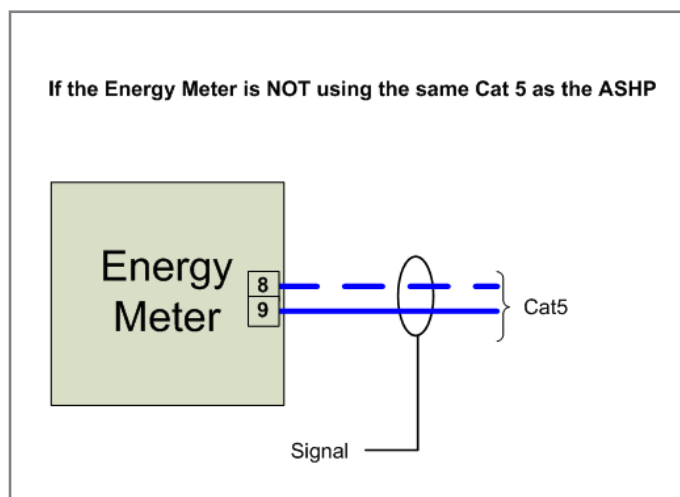 If the Energy Meter is NOT using the same Cat 5 as the ASHP
Energy
Meter
8
9
Cat5
Signal